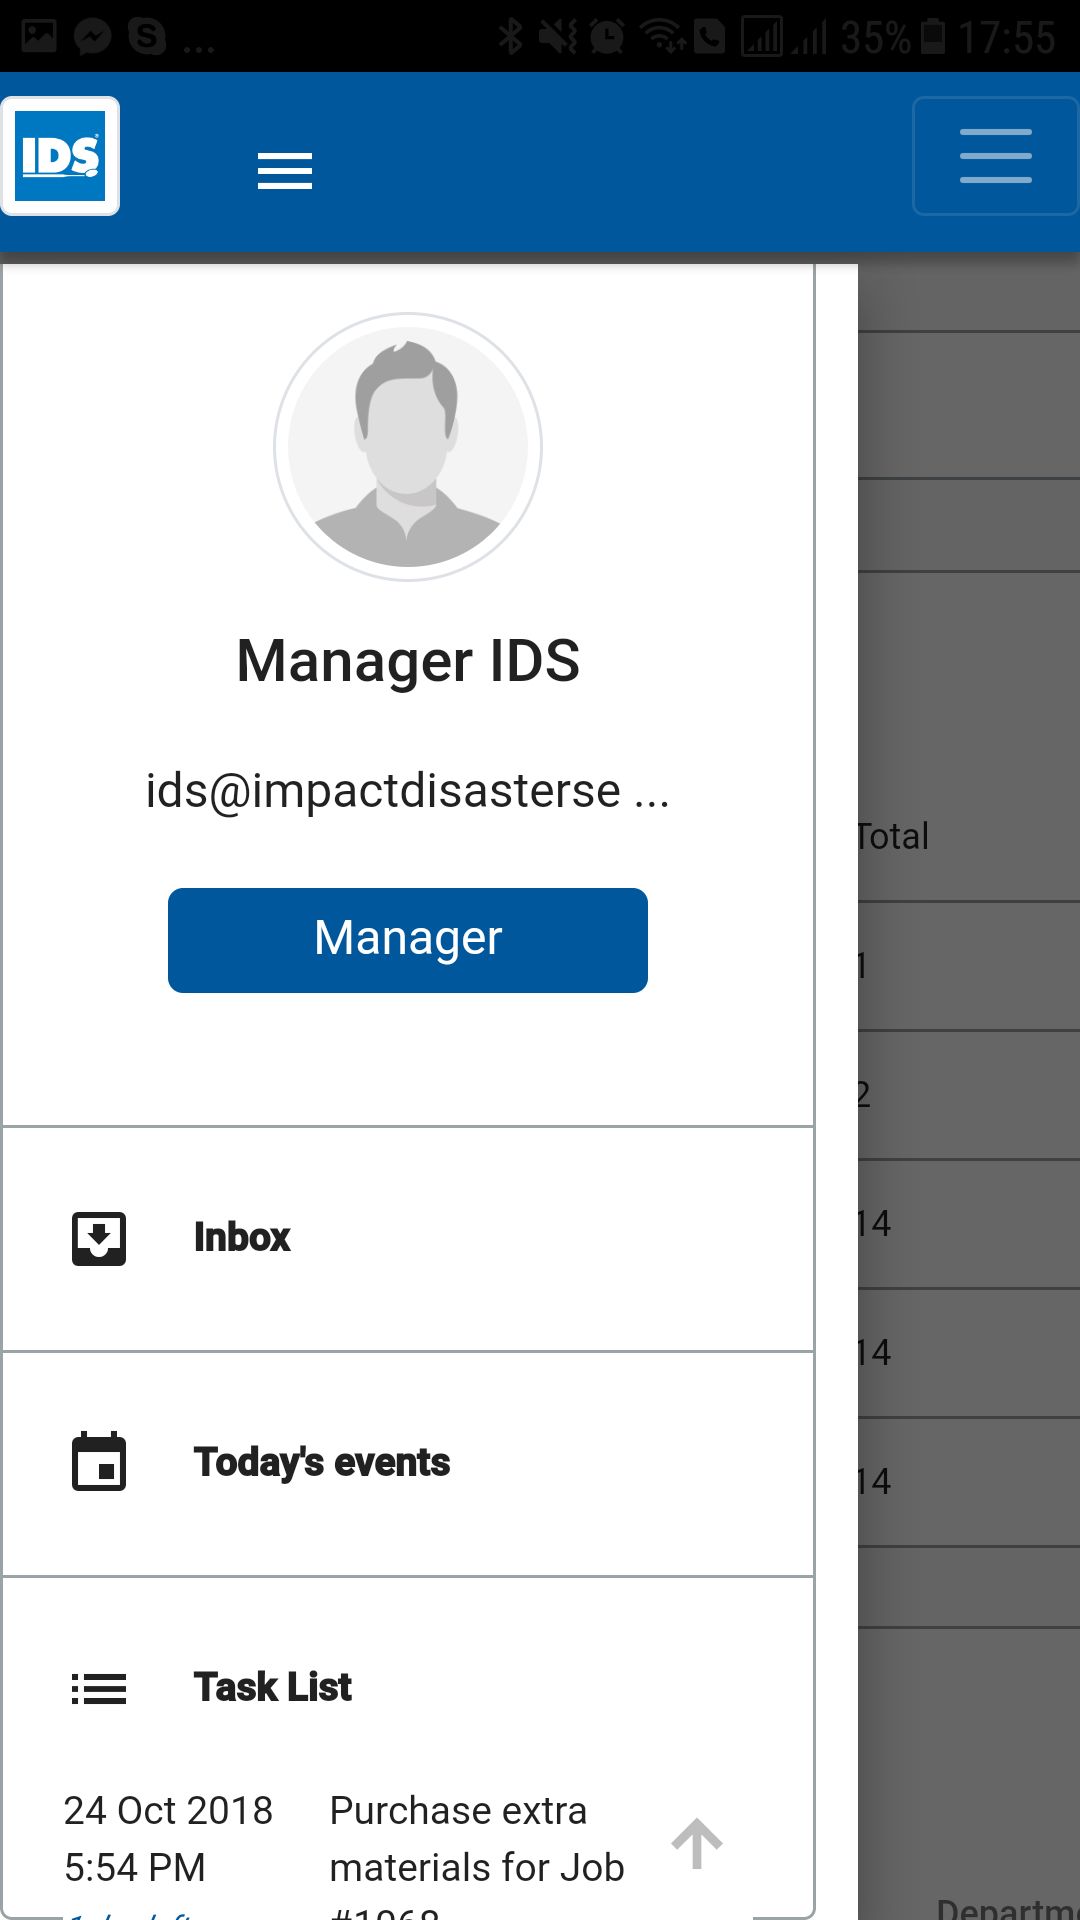 ... 35% 17:55
IDS
Manager IDS
ids@impactdisasterse ...
Manager
Total
1
2
14
14
14
Inbox
Today's events
Task List
24 Oct 2018
5:54 PM
Purchase extra
materials for Job
#1068